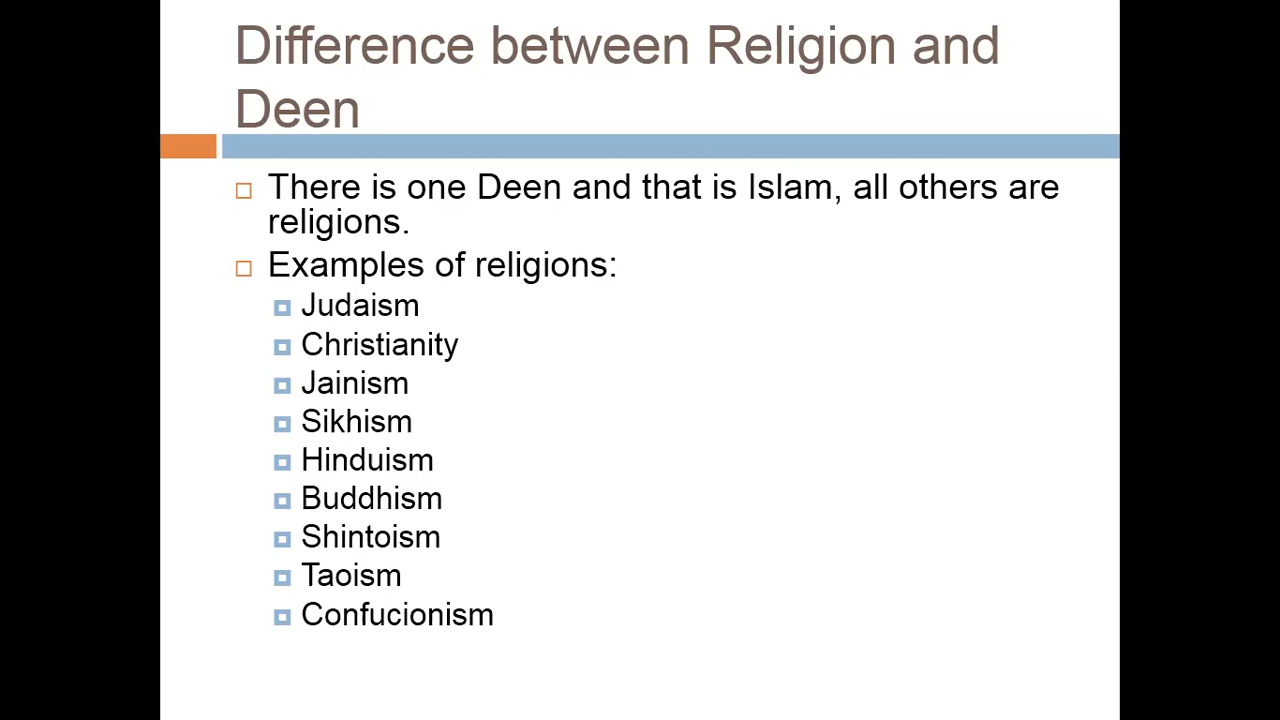 Difference between Religion and
Deen
There is one Deen and that is Islam, all others are
religions.
Examples of religions:
Judaism
Christianity
Jainism
Sikhism
Hinduism
Buddhism
Shintoism
Taoism
Confucionism